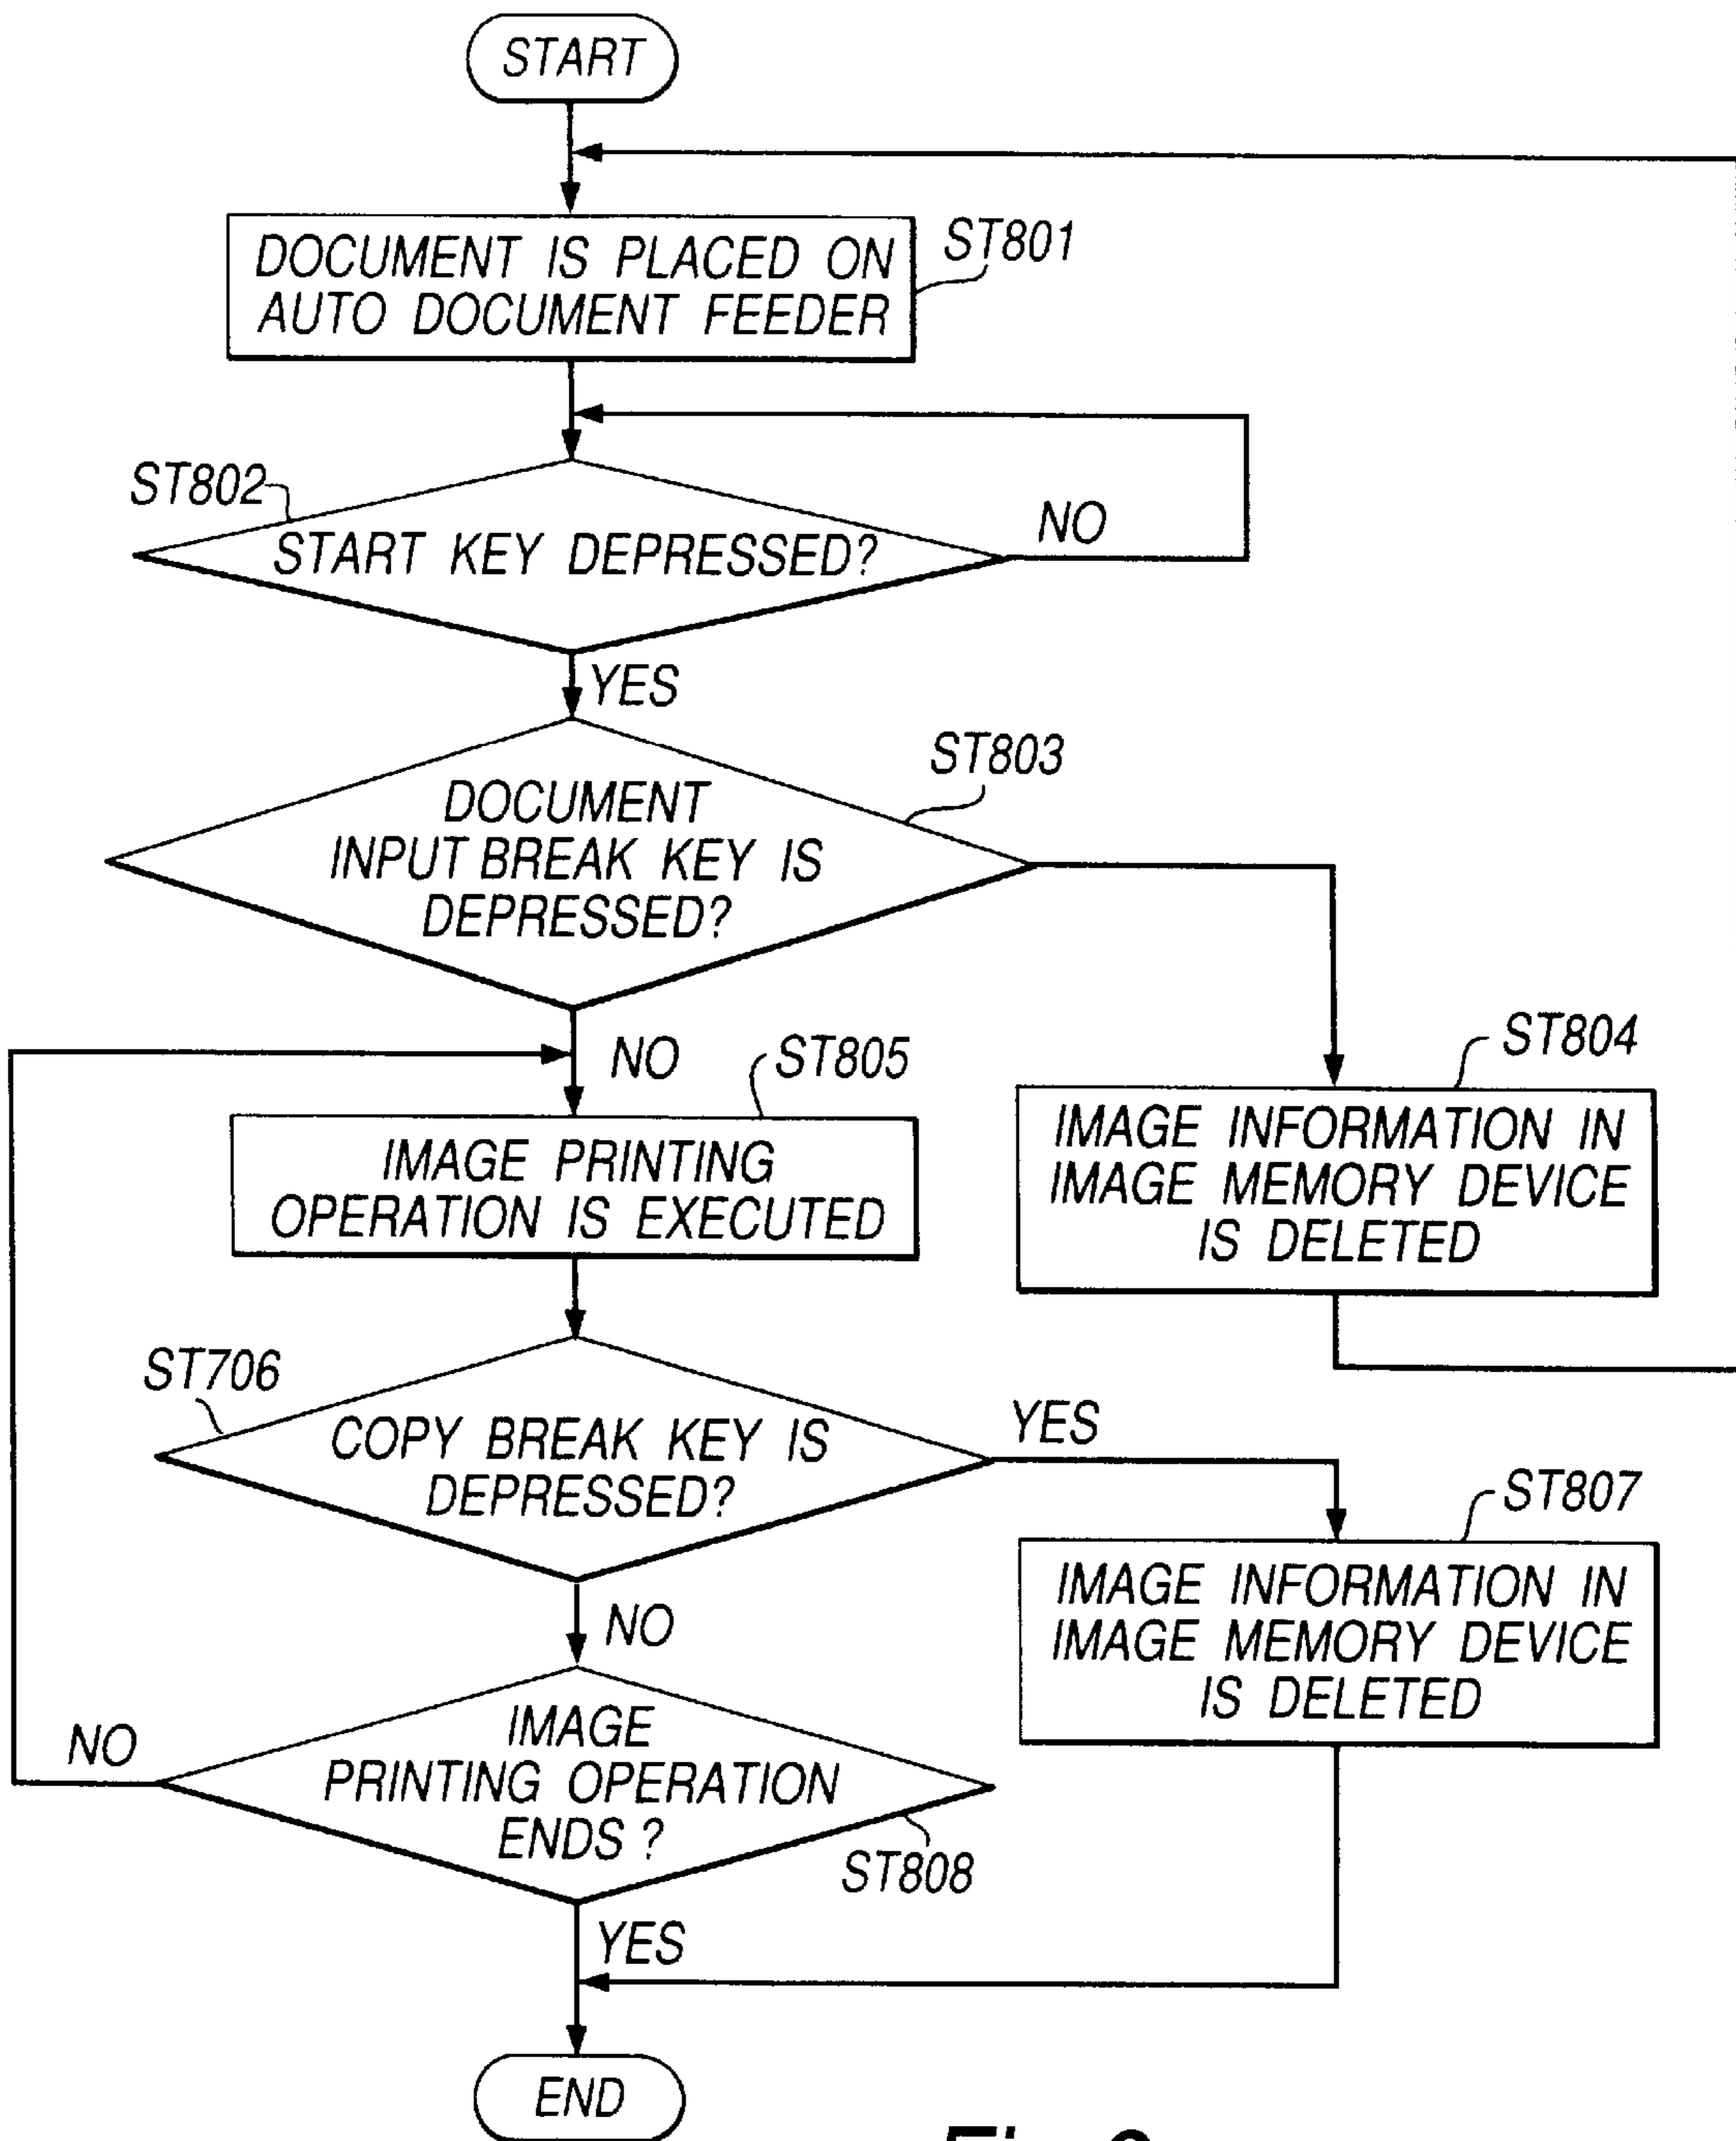 START
DOCUMENT IS PLACED ON
AUTO DOCUMENT FEEDER
ST801
ST802
START KEY DEPRESSED?
NO
YES
ST803
DOCUMENT
INPUT BREAK KEY IS
DEPRESSED?
NO
ST805
ST804
IMAGE PRINTING
OPERATION IS EXECUTED
IMAGE INFORMATION IN
IMAGE MEMORY DEVICE
IS DELETED
ST706
COPY BREAK KEY IS
DEPRESSED?
YES
NO
ST807
IMAGE INFORMATION IN
IMAGE MEMORY DEVICE
IS DELETED
NO
IMAGE
PRINTING OPERATION
ENDS ?
ST808
YES
END